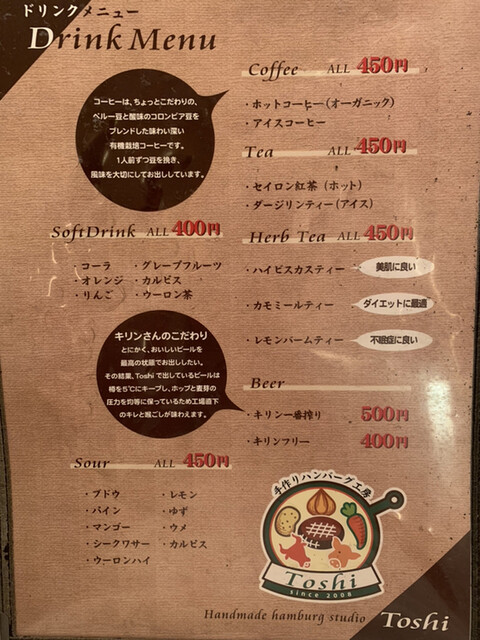 ドリンクメニュー
Drink Menu
コーヒーは、ちょっとこだわりの、
ペルー豆と酸味のコロンビア豆を
ブレンドした味わい深い
有機栽培コーヒーです。
1人前ずつ豆を挽き、
風味を大切にしてお出ししています。
Coffee ALL 450円
・ホットコーヒー(オーガニック)
・アイスコーヒー
Tea ALL 450円
・セイロン紅茶(ホット)
・ダージリンティー(アイス)
SoftDrink ALL 400円
・コーラ ・グレープフルーツ
・オレンジ ・カルピス
・りんご ・ウーロン茶
Herb Tea ALL 450円
・ハイビスカスティー 美肌に良い
・カモミールティー ダイエットに最適
・レモンバームティー 不眠症に良い
キリンさんのこだわり
とにかく、おいしいビールを
最高の状態でお出ししたい。
その結果、Toshiで出しているビールは
樽を5℃にキープし、ホップと麦芽の
圧力を均等に保っているため工場直下
のキレと喉ごしが味わえます。
Beer
・キリン一番搾り 500円
・キリンフリー 400円
Sour ALL 450円
・ブドウ ・レモン
・パイン ・ゆず
・マンゴー ・ウメ
・シークワサー ・カルピス
・ウーロンハイ
手作りハンバーグ工房
Toshi
since 2008
Handmade hamburg studio Toshi